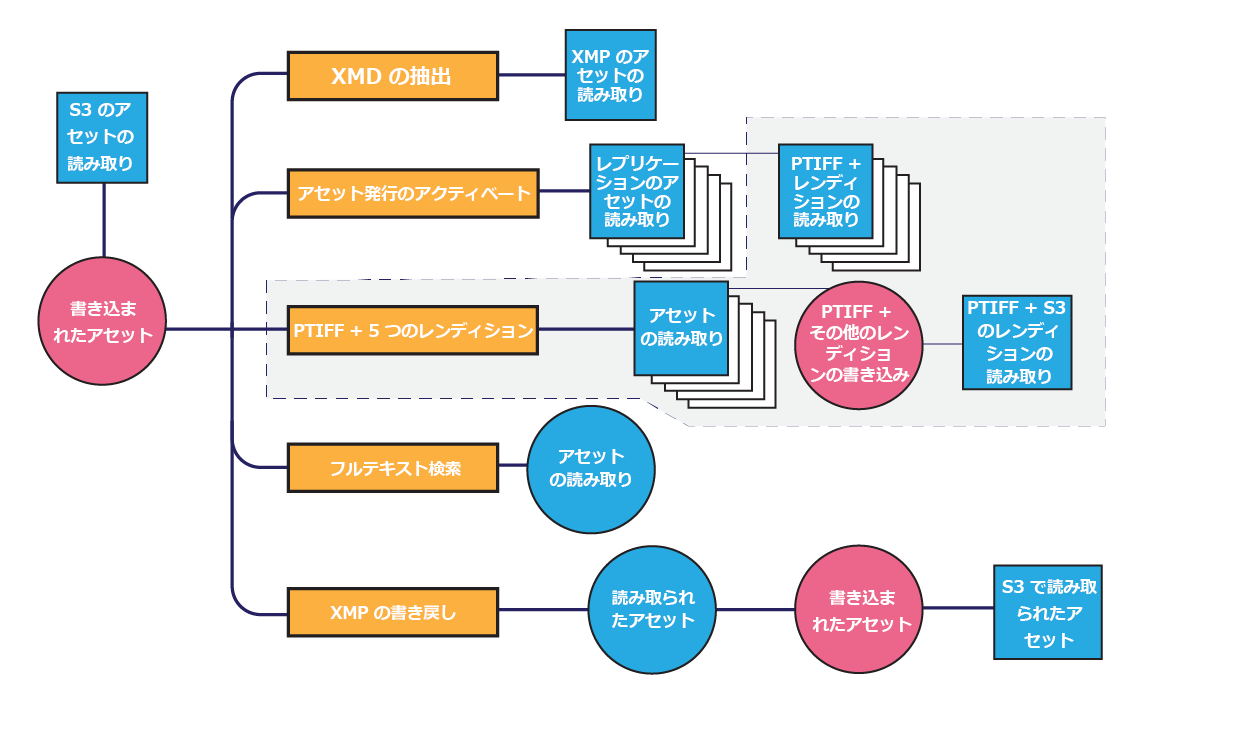 S3 のア
セットの
読み取り
書き込ま
れたアセット
XMD の抽出
XMP のア
セットの
読み取り
アセット発行のアクティベート
レプリケー
ションのア
セットの
読み取り
PTIFF +
レンディ
ションの
読み取り
PTIFF + 5 つのレンディション
アセット
の読み取り
PTIFF +
その他のレン
ディショ
ンの書き込み
PTIFF + S3
のレンディ
ションの
読み取り
フルテキスト検索
アセット
の読み取り
XMP の書き戻し
読み取られ
たアセット
書き込ま
れたアセット
S3 で読み取
られたア
セット